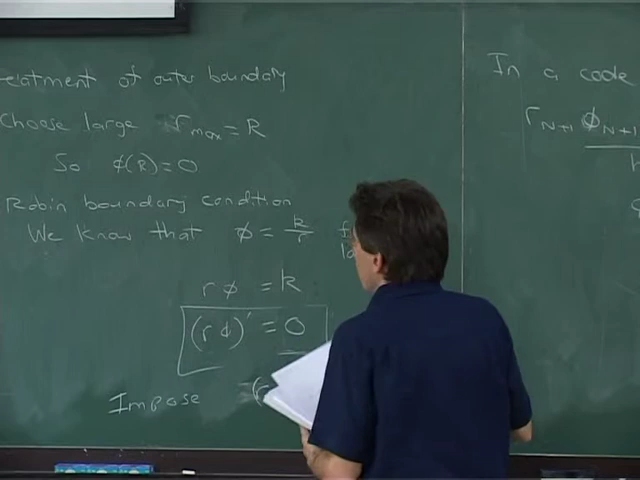 eatment of outer boundary
Choose large r_max = R
So φ(R) = 0
Robin boundary condition
We know that φ = k/r
rφ = k
(rφ)' = 0
Impose
In a code
r_{N+1} φ_{N+1}